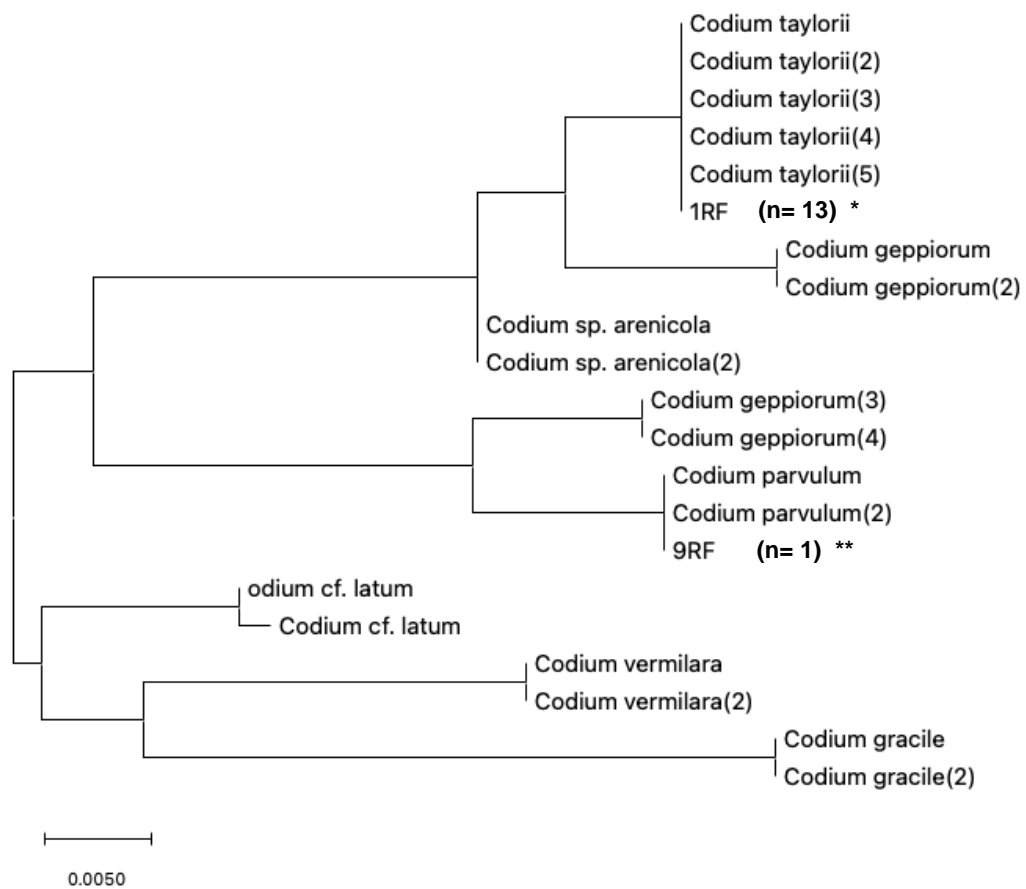 Codium taylorii
Codium taylorii(2)
Codium taylorii(3)
Codium taylorii(4)
Codium taylorii(5)
1RF (n= 13) *
Codium geppiorum
Codium geppiorum(2)
Codium sp. arenicola
Codium sp. arenicola(2)
Codium geppiorum(3)
Codium geppiorum(4)
Codium parvulum
Codium parvulum(2)
9RF (n= 1) **
odium cf. latum
Codium cf. latum
Codium vermilara
Codium vermilara(2)
Codium gracile
Codium gracile(2)
0.0050